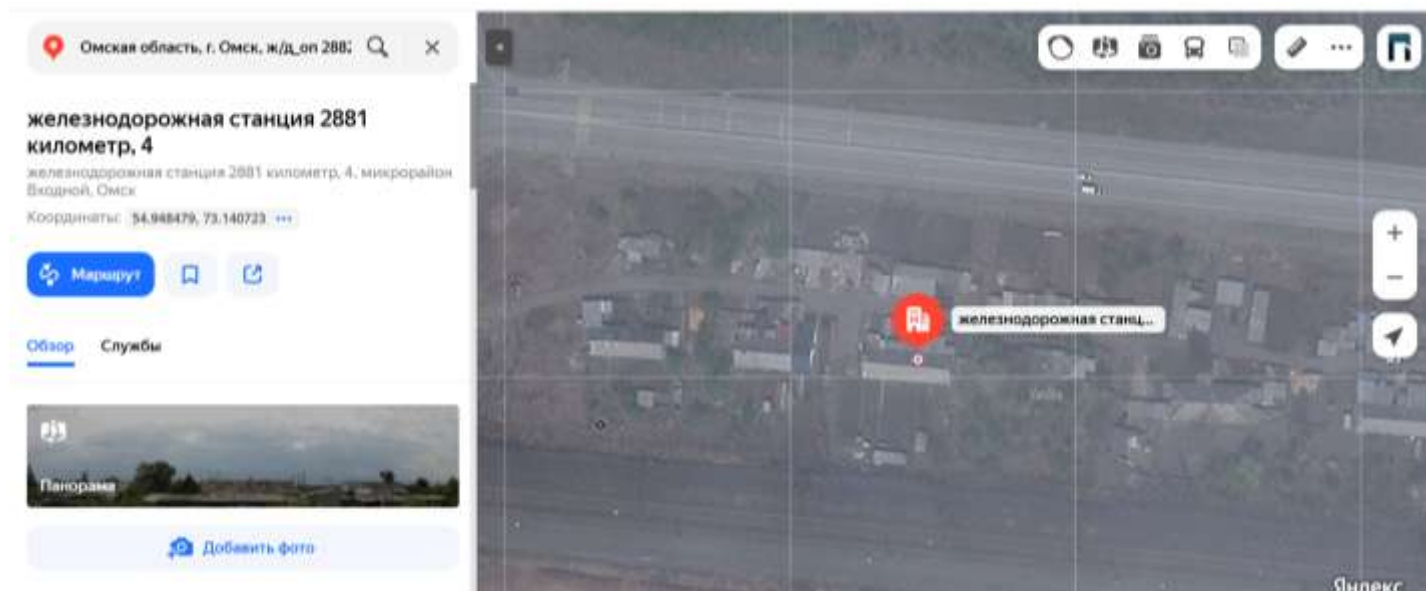 Омская область, г. Омск, ж/д_оп 288
железнодорожная станция 2881
километр, 4
железнодорожная станция 2881 километр, 4, микрорайон
Входной, Омск
Координаты: 54.948479, 73.140723 •••
Маршрут
Обзор Службы
Панорама
Добавить фото
железнодорожная станц...
Яндекс